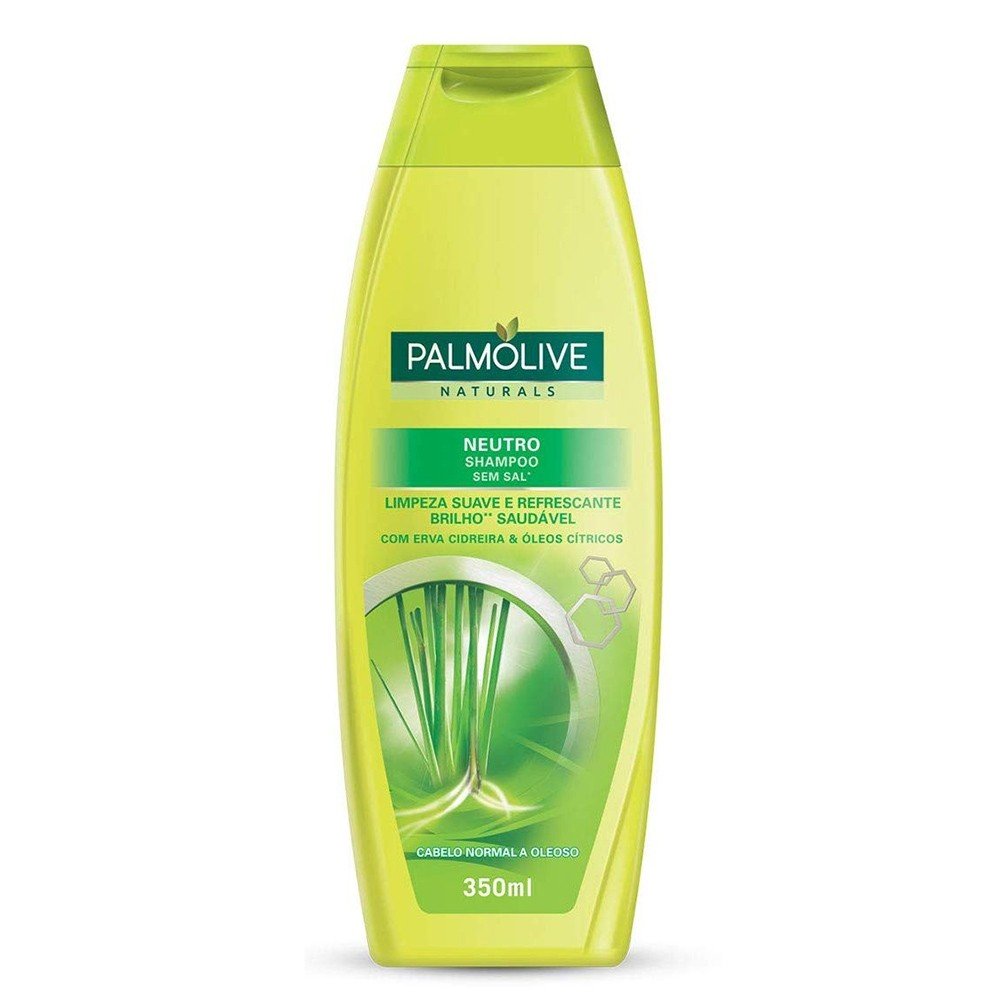 PALMOLIVE
NATURALS
NEUTRO
SHAMPOO
SEM SAL*
LIMPEZA SUAVE E REFRESCANTE
BRILHO** SAUDÁVEL
COM ERVA CIDREIRA & ÓLEOS CÍTRICOS
CABELO NORMAL A OLEOSO
350ml